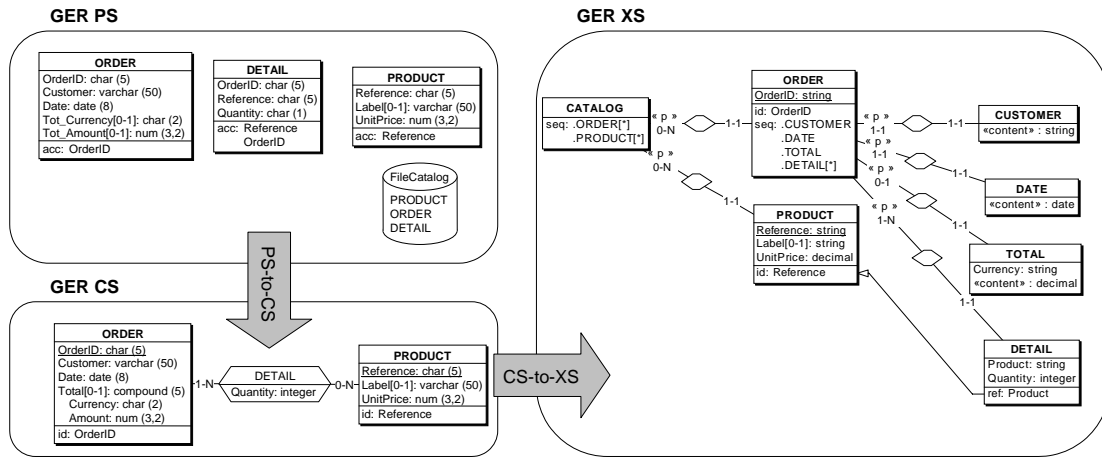 GER PS
ORDER
OrderID: char (5)
Customer: varchar (50)
Date: date (8)
Tot_Currency[0-1]: char (2)
Tot_Amount[0-1]: num (3,2)
acc: OrderID
DETAIL
OrderID: char (5)
Reference: char (5)
Quantity: char (1)
acc: Reference
OrderID
PRODUCT
Reference: char (5)
Label[0-1]: varchar (50)
UnitPrice: num (3,2)
acc: Reference
FileCatalog
PRODUCT
ORDER
DETAIL
PS-to-CS
GER CS
ORDER
OrderID: char (5)
Customer: varchar (50)
Date: date (8)
Total[0-1]: compound (5)
Currency: char (2)
Amount: num (3,2)
id: OrderID
1-N
DETAIL
Quantity: integer
0-N
PRODUCT
Reference: char (5)
Label[0-1]: varchar (50)
UnitPrice: num (3,2)
id: Reference
CS-to-XS
GER XS
CATALOG
seq: .ORDER[*]
.PRODUCT[*]
« p »
0-N
1-1
« p »
0-N
1-1
ORDER
OrderID: string
id: OrderID
seq: .CUSTOMER
.DATE
.TOTAL
.DETAIL[*]
« p »
1-1
1-1
« p »
1-1
1-1
« p »
0-1
1-1
« p »
1-N
1-1
CUSTOMER
«content» : string
DATE
«content» : date
PRODUCT
Reference: string
Label[0-1]: string
UnitPrice: decimal
id: Reference
TOTAL
Currency: string
«content» : decimal
DETAIL
Product: string
Quantity: integer
ref: Product